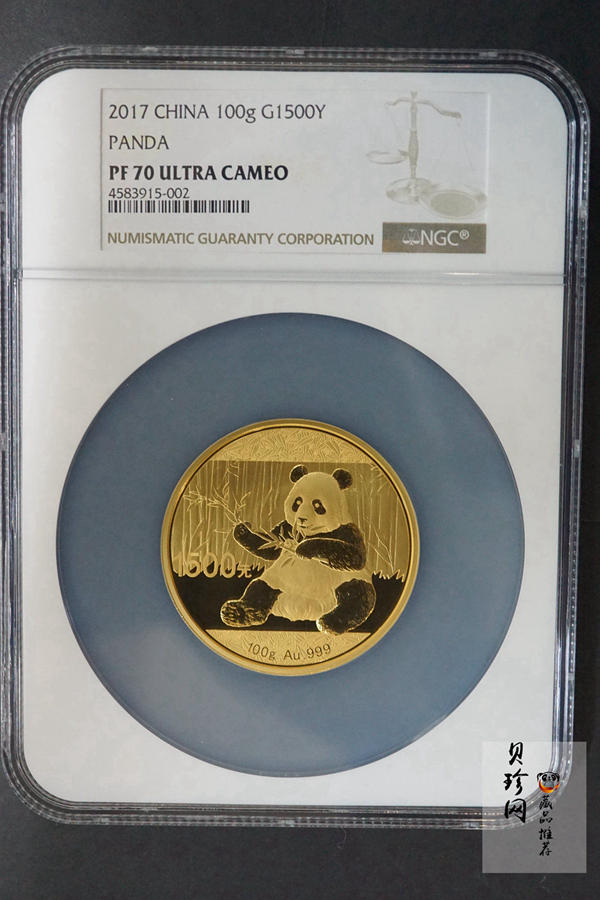 2017 CHINA 100g G1500Y
PANDA
PF 70 ULTRA CAMEO
4583915-002
NUMISMATIC GUARANTY CORPORATION
NGC®
1500元
100g Au 999
贝珍网
藏品推荐